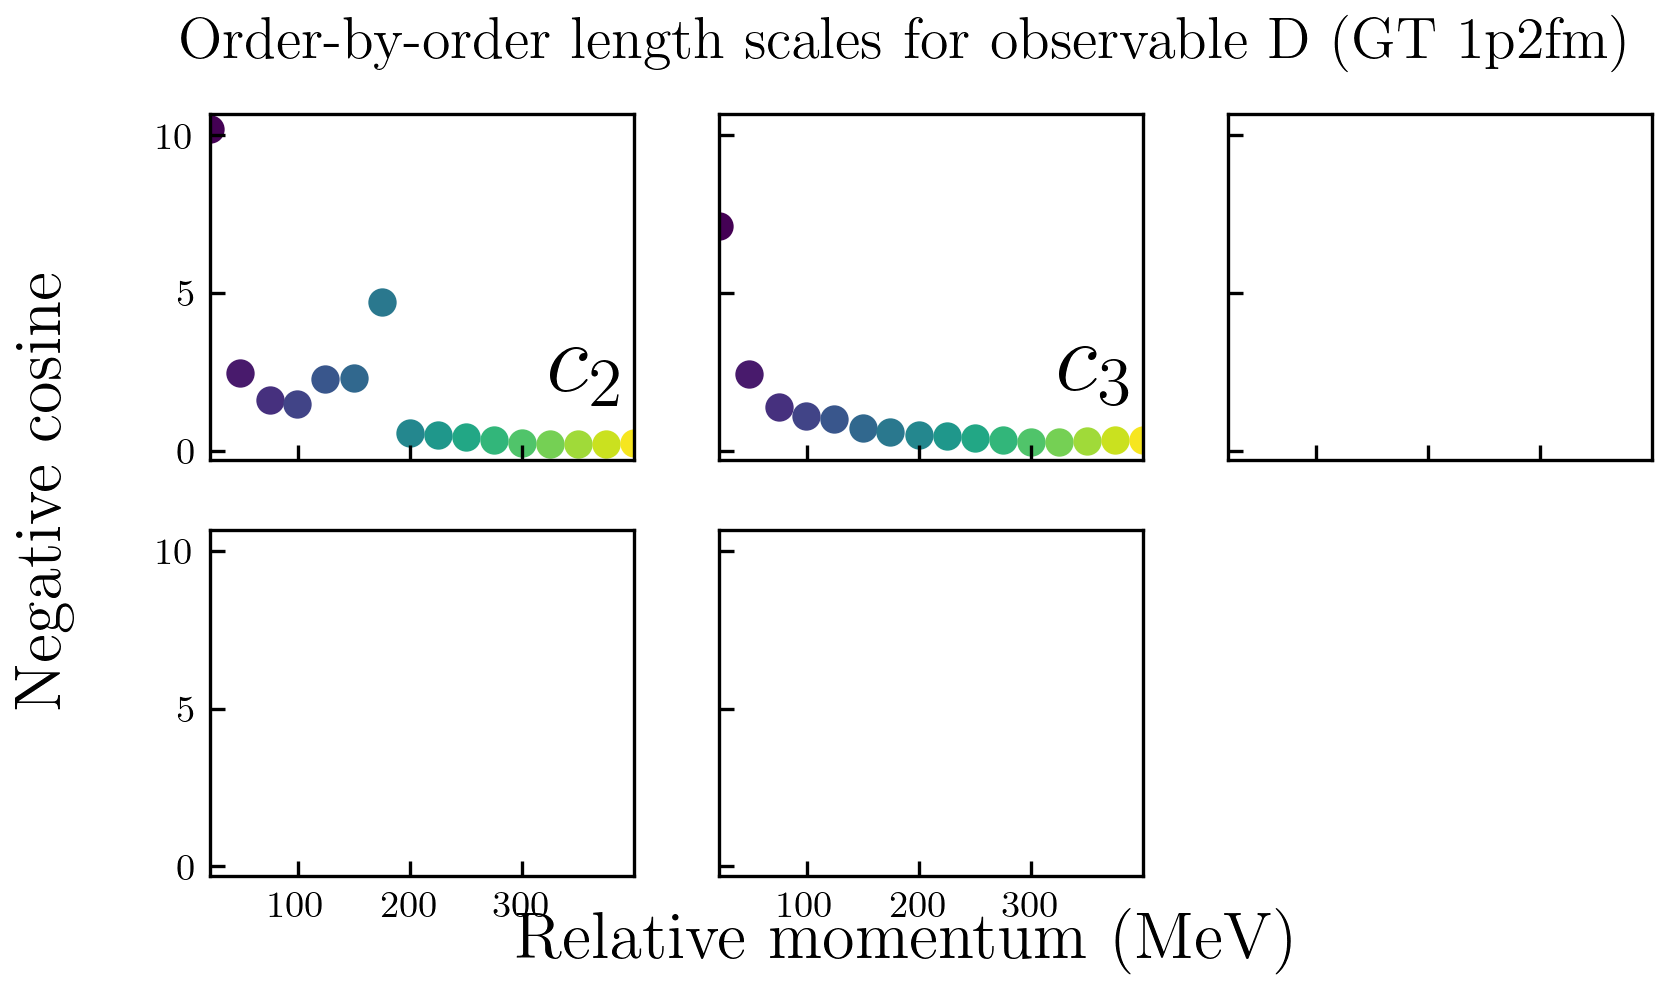 Order-by-order length scales for observable D (GT 1p2fm)
Negative cosine
10
5
0
c₂
c₃
10
5
0
100 200 300
100 200 300
Relative momentum (MeV)